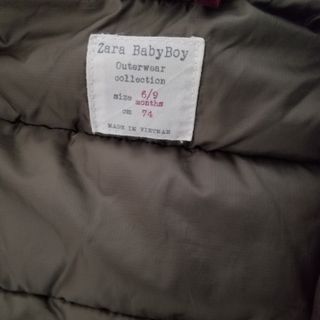 Zara BabyBoy
Outerwear
collection
size 6/9
months
cm 74
MADE IN VIETNAM